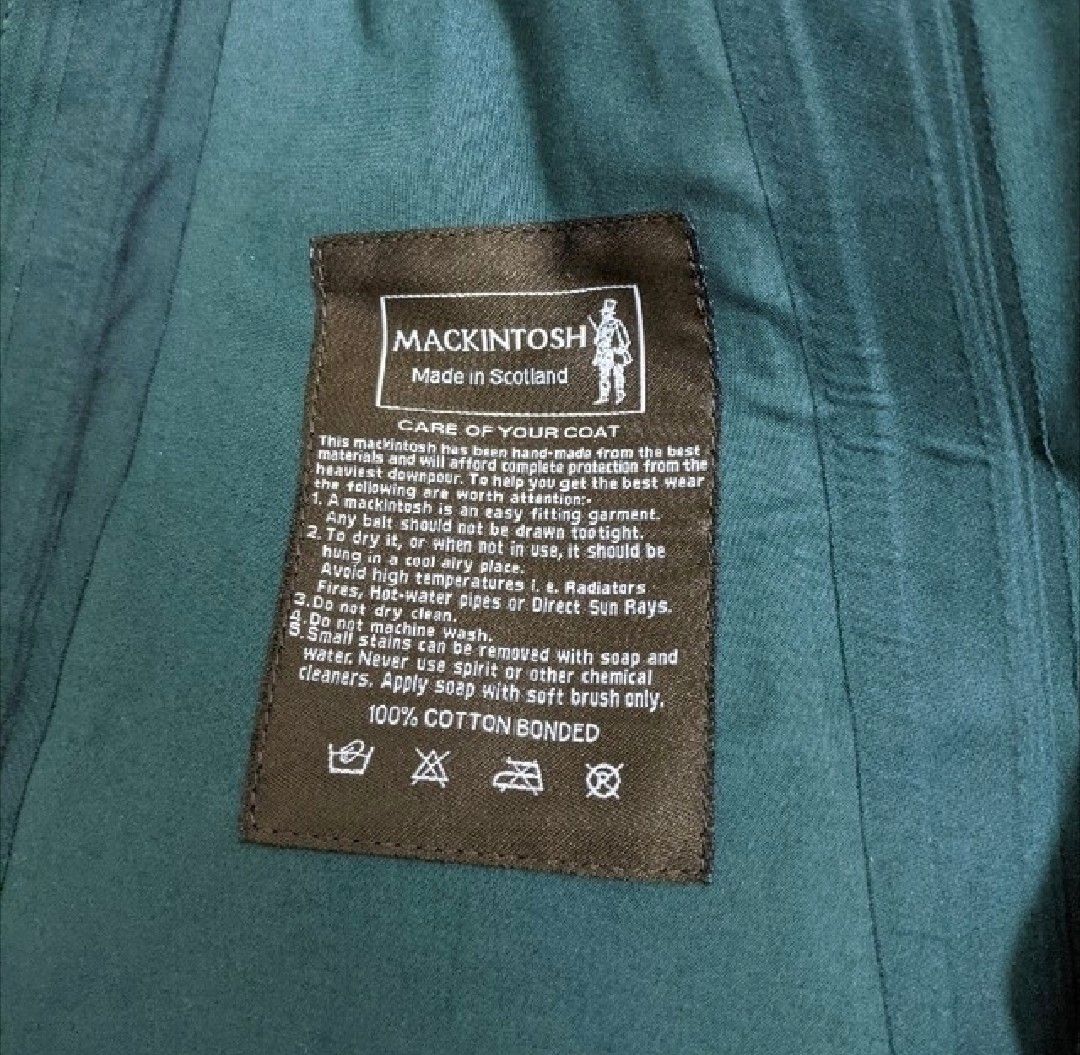 MACKINTOSH
Made in Scotland
CARE OF YOUR COAT
This mackintosh has been hand-made from the best
materials and will afford complete protection from the
heaviest downpour. To help you get the best wear
the following are worth attention:-
1. A mackintosh is an easy fitting garment.
Any belt should not be drawn too tight.
2. To dry it, or when not in use, it should be
hung in a cool airy place.
Avoid high temperatures i. e. Radiators
Fires, Hot-water pipes or Direct Sun Rays.
3. Do not dry clean.
4. Do not machine wash.
5. Small stains can be removed with soap and
water. Never use spirit or other chemical
cleaners. Apply soap with soft brush only.
100% COTTON BONDED
R